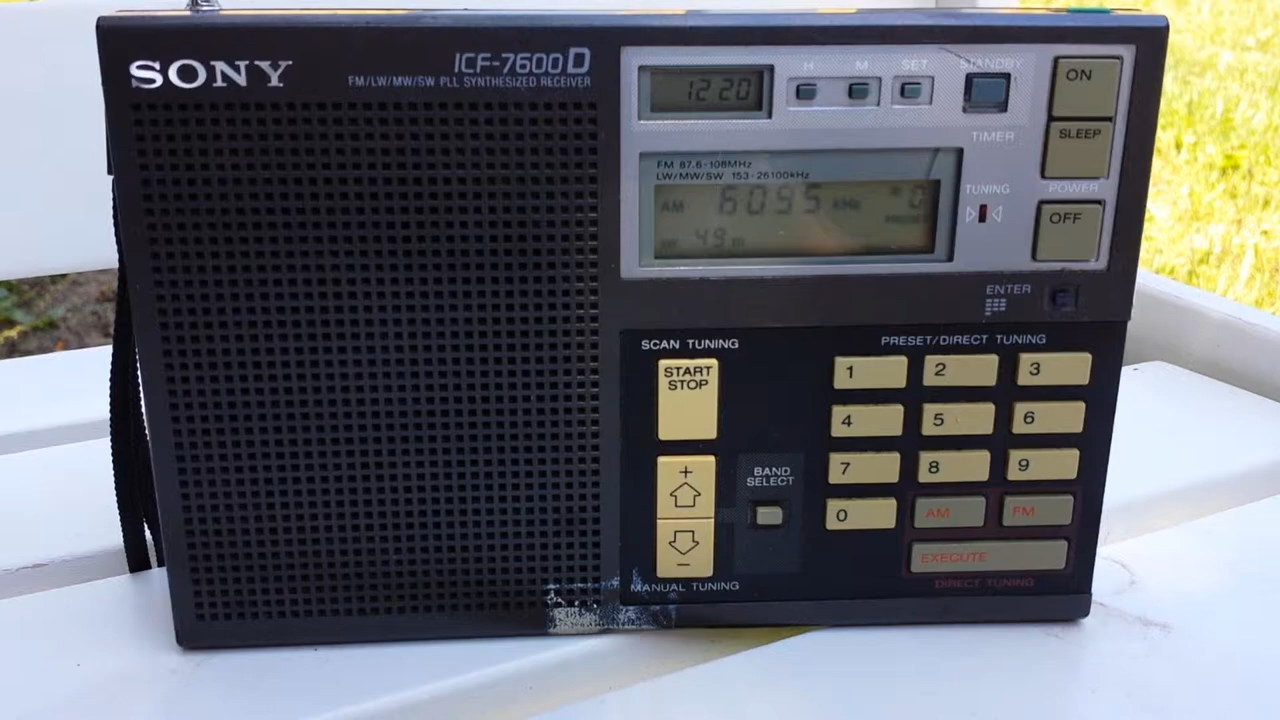 SONY
ICF-7600D
FM/LW/MW/SW PLL SYNTHESIZED RECEIVER
12:20
H M SET STANDBY
TIMER
ON
SLEEP
POWER
OFF
FM 87.6-108MHz
LW/MW/SW 153-26100kHz
AM 6095 kHz
49 m
TUNING
ENTER
SCAN TUNING
START
STOP
+
−
MANUAL TUNING
BAND
SELECT
PRESET/DIRECT TUNING
1 2 3
4 5 6
7 8 9
0 AM FM
EXECUTE
DIRECT TUNING